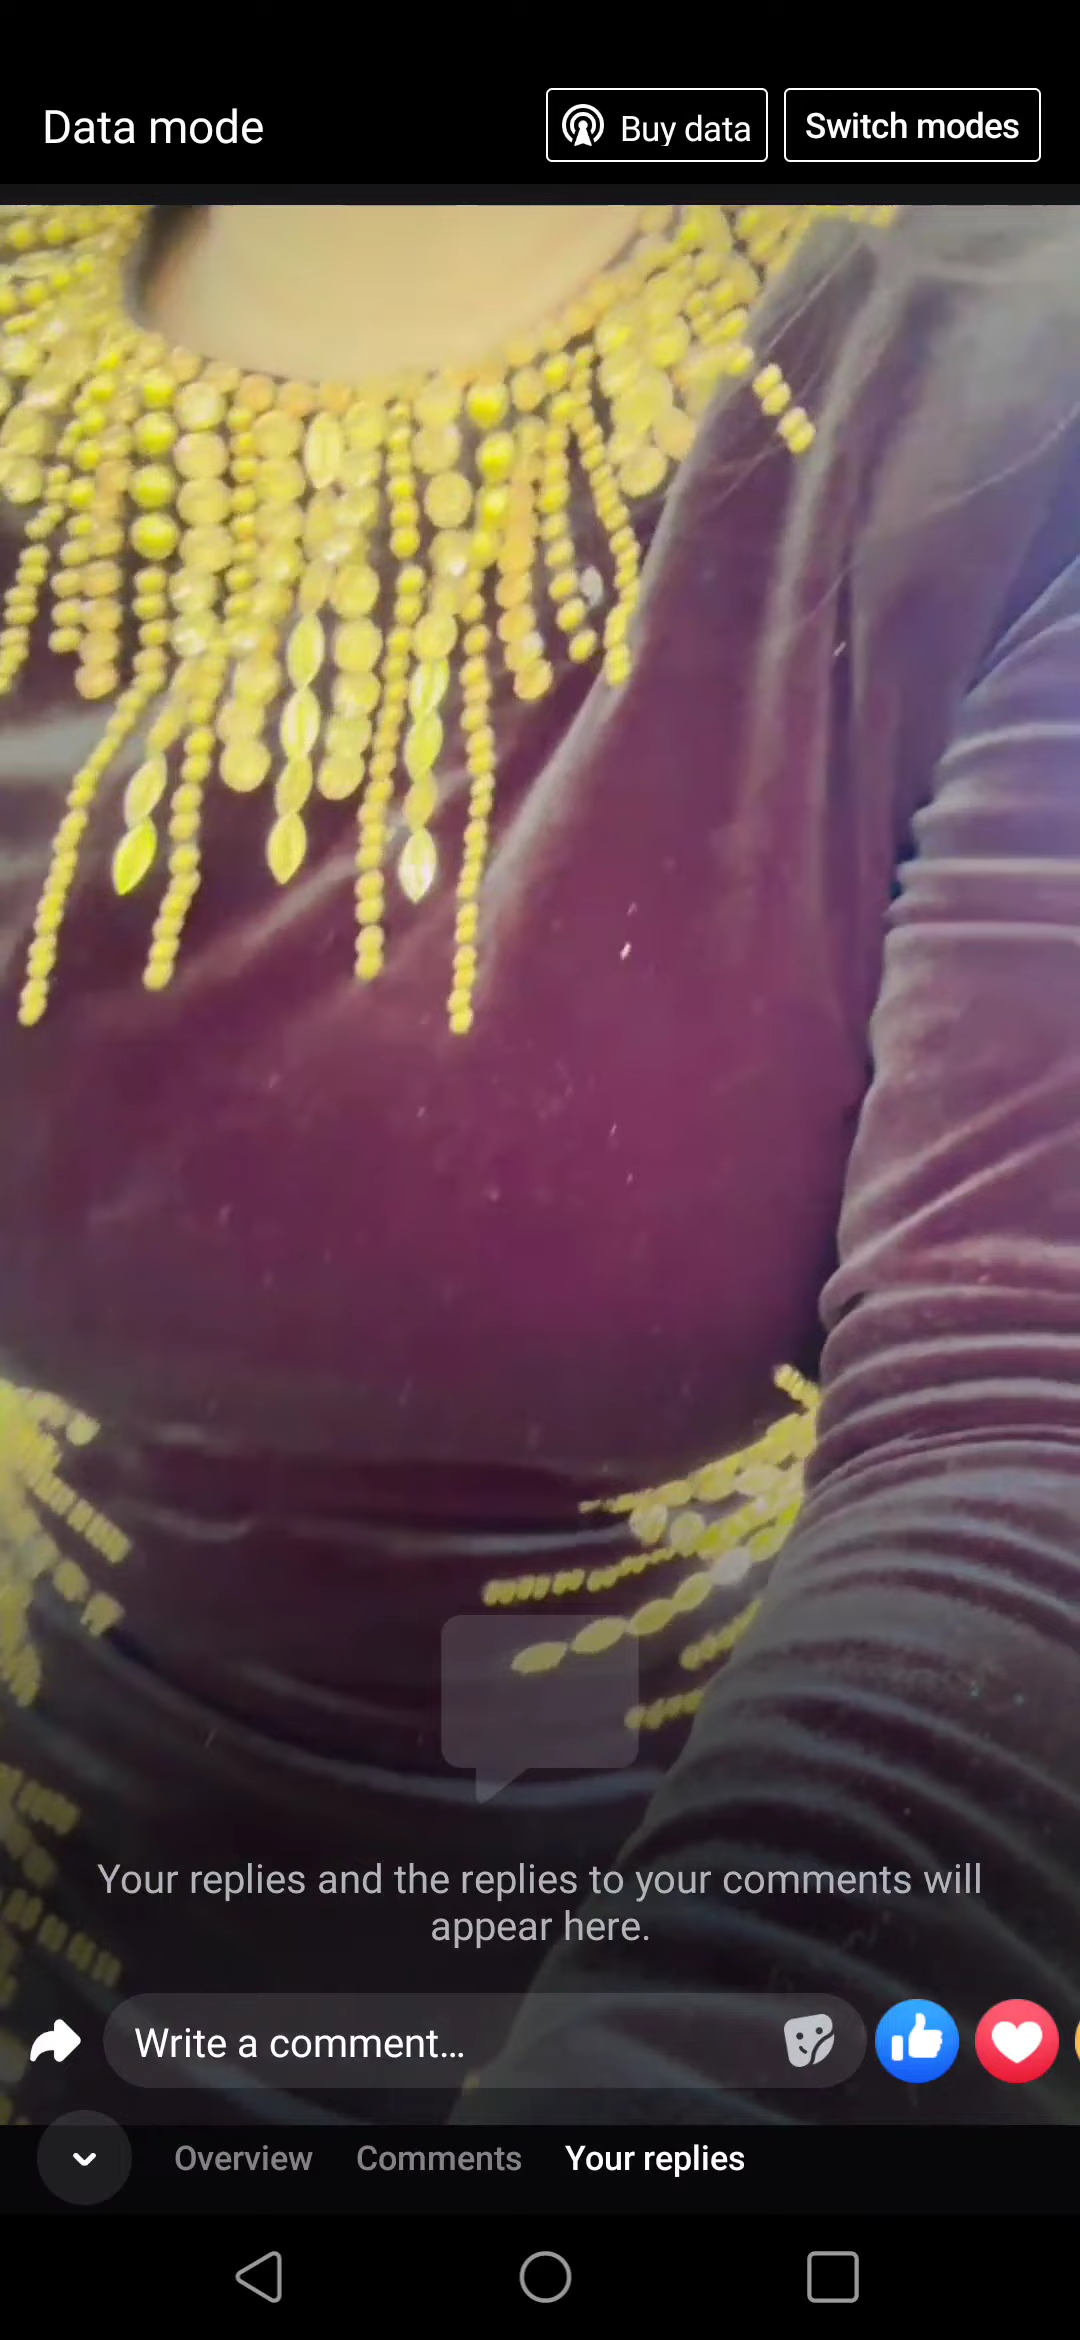 Data mode
Buy data
Switch modes
Your replies and the replies to your comments will
appear here.
Write a comment...
Overview Comments Your replies